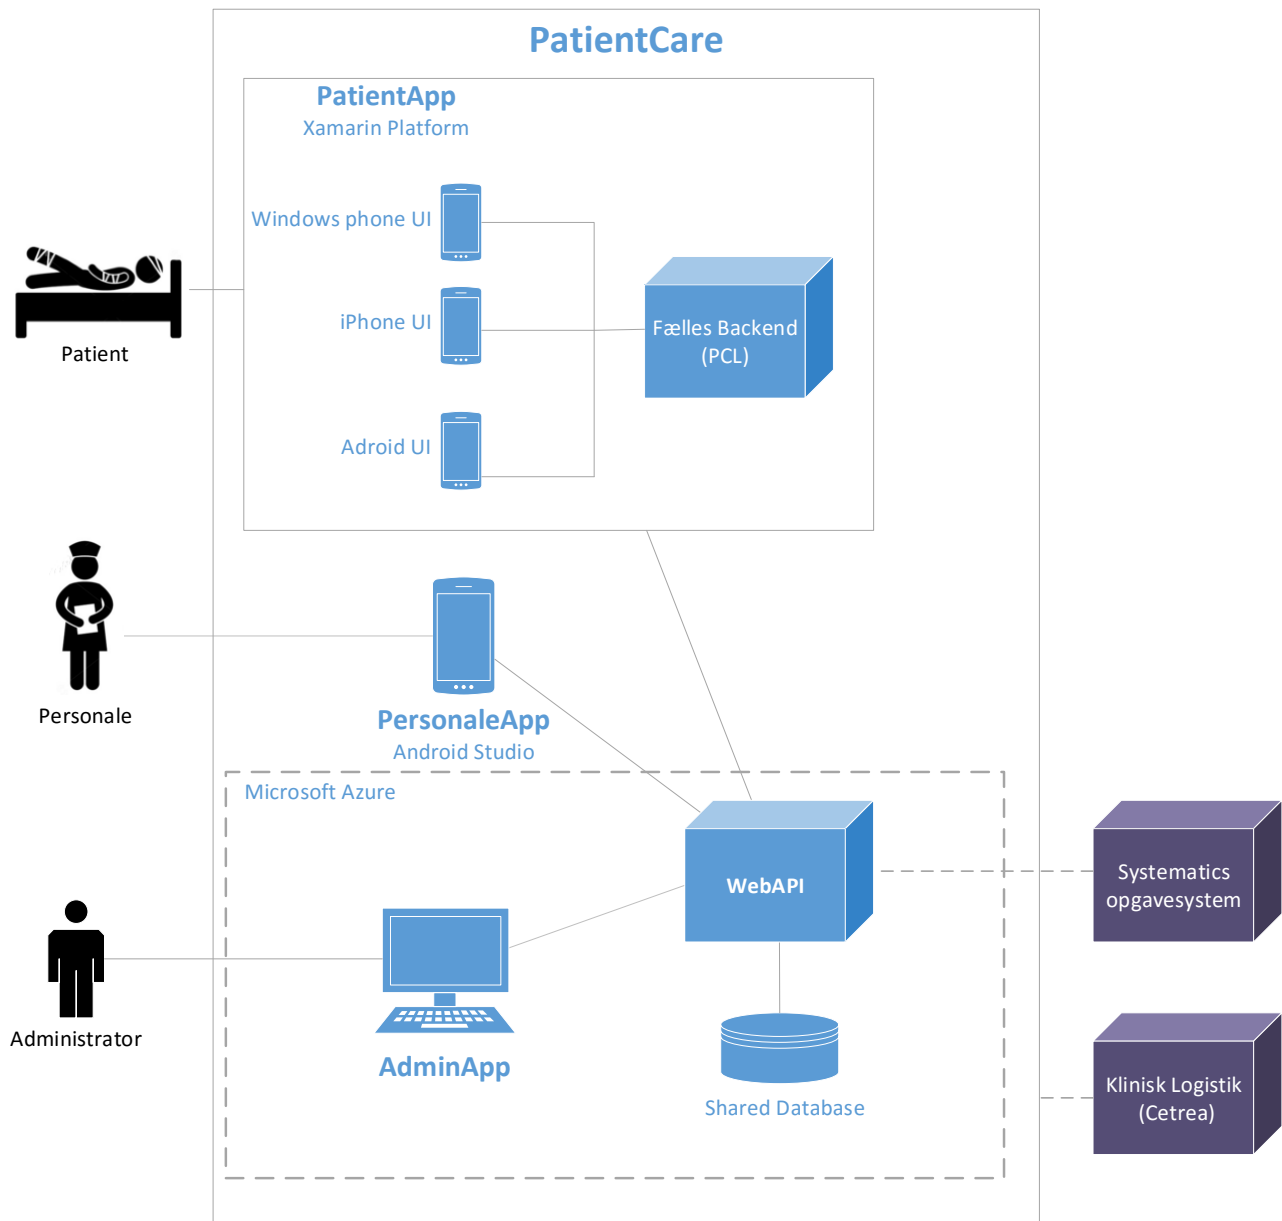 PatientCare
PatientApp
Xamarin Platform
Windows phone UI
iPhone UI
Fælles Backend
(PCL)
Patient
Adroid UI
Personale
PersonaleApp
Android Studio
Microsoft Azure
WebAPI
Systematics
opgavesystem
Administrator
AdminApp
Shared Database
Klinisk Logistik
(Cetrea)